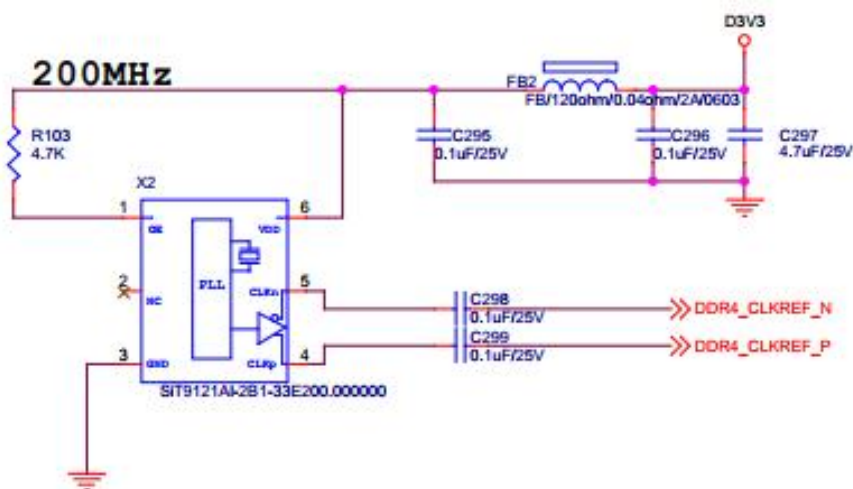 D3V3
200MHz
FB2
FB/120ohm/0.04ohm/2A/0603
R103
4.7K
C295
0.1uF/25V
C296
0.1uF/25V
C297
4.7uF/25V
X2
1
OE
VDD
6
PLL
2
NC
CLKn
5
C298
0.1uF/25V
DDR4_CLKREF_N
3
GND
CLKp
4
C299
0.1uF/25V
DDR4_CLKREF_P
SiT9121AI-2B1-33E200.000000